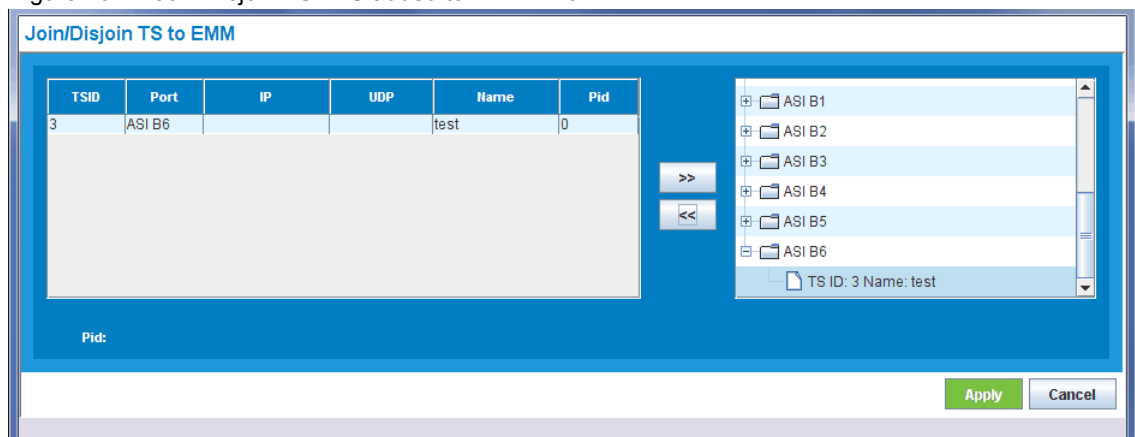 Join/Disjoin TS to EMM
TSID Port IP UDP Name Pid
3 ASI B6 test 0
>>
<<
ASI B1
ASI B2
ASI B3
ASI B4
ASI B5
ASI B6
TS ID: 3 Name: test
Pid:
Apply Cancel